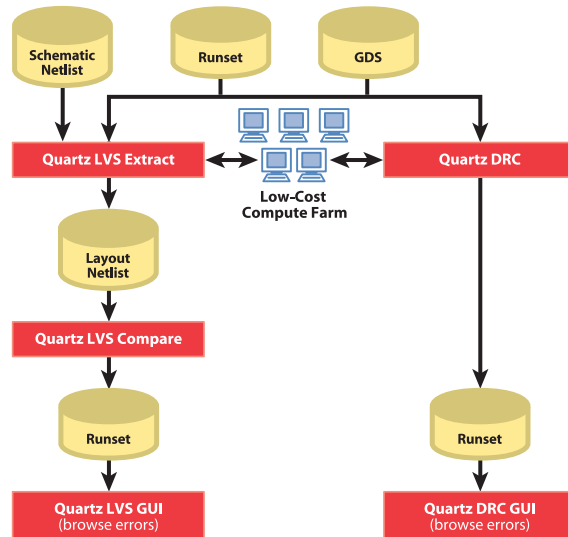 Schematic
Netlist
Runset
GDS
Quartz LVS Extract
Quartz DRC
Low-Cost
Compute Farm
Layout
Netlist
Quartz LVS Compare
Runset
Runset
Quartz LVS GUI
(browse errors)
Quartz DRC GUI
(browse errors)